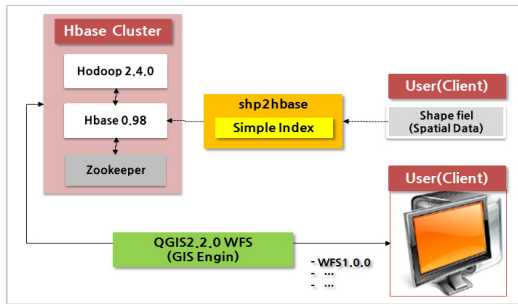 Hbase Cluster
Hodoop 2.4.0
Hbase 0.98
Zookeeper
shp2hbase
Simple Index
User(Client)
Shape fiel
(Spatial Data)
User(Client)
QGIS2.2.0 WFS
(GIS Engin)
- WFS1.0.0
- ...
- ...